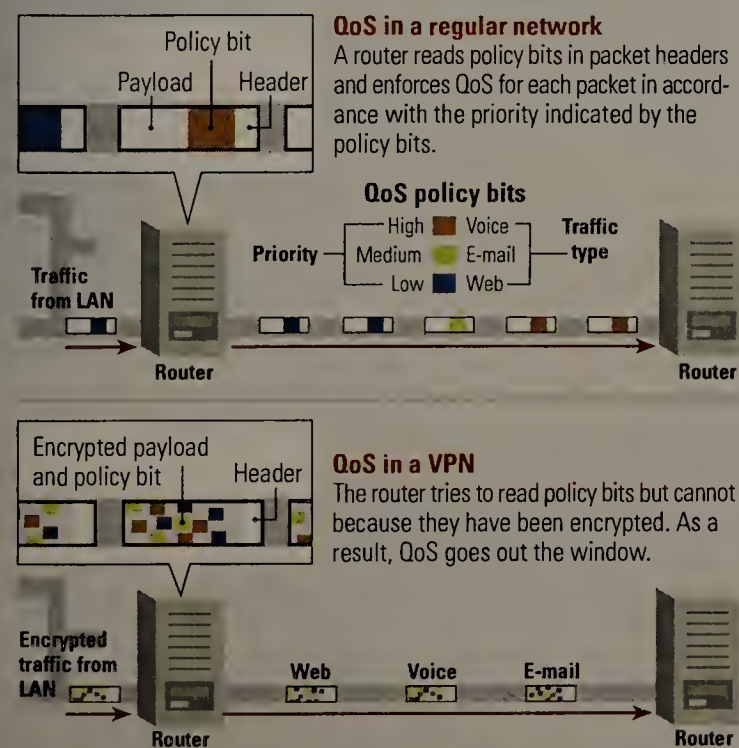 QoS in a regular network
A router reads policy bits in packet headers
and enforces QoS for each packet in accord-
ance with the priority indicated by the
policy bits.
Policy bit
Payload
Header
QoS policy bits
Priority
High
Voice
Traffic
type
Medium
E-mail
Low
Web
Traffic
from LAN
Router
Router
QoS in a VPN
The router tries to read policy bits but cannot
because they have been encrypted. As a
result, QoS goes out the window.
Encrypted payload
and policy bit
Header
Encrypted
traffic from
LAN
Web
Voice
E-mail
Router
Router